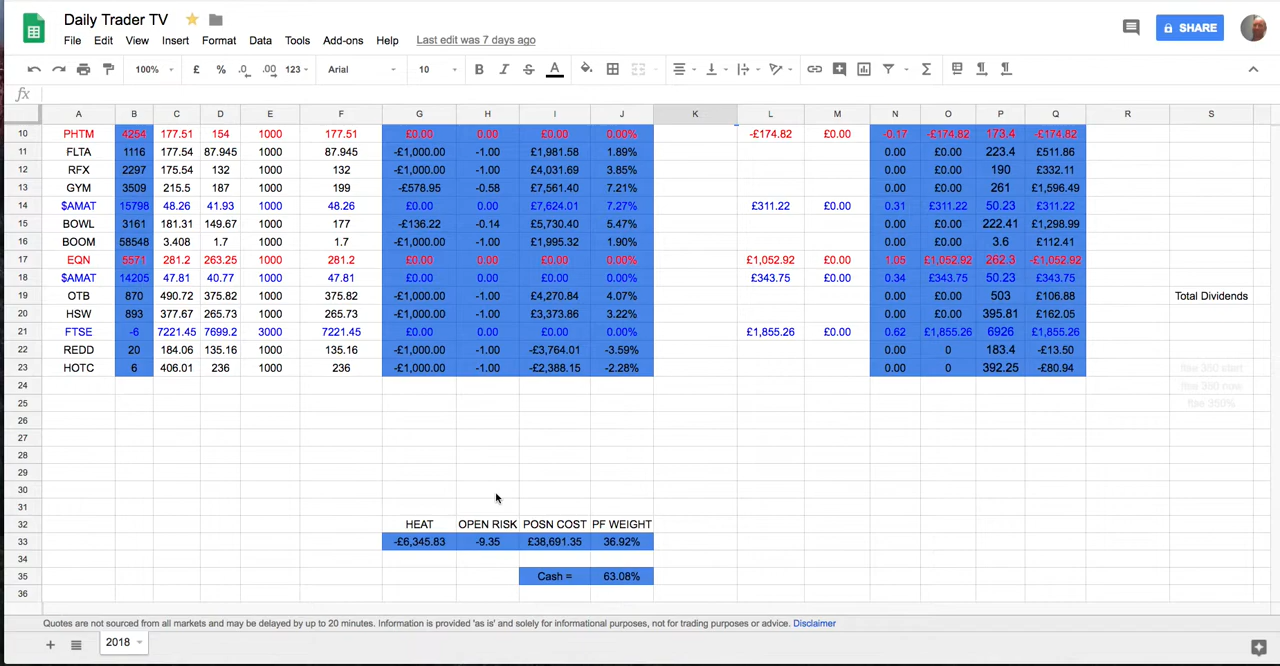 Daily Trader TV
File Edit View Insert Format Data Tools Add-ons Help Last edit was 7 days ago
SHARE
100% £ % .0 .00 123 Arial 10 B I S A
fx
A B C D E F G H I J K L M N O P Q R S
10 PHTM 4254 177.51 154 1000 177.51 £0.00 0.00 £0.00 0.00% -£174.82 £0.00 -0.17 -£174.82 173.4 -£174.82
11 FLTA 1116 177.54 87.945 1000 87.945 -£1,000.00 -1.00 £1,981.58 1.89% 0.00 £0.00 223.4 £511.86
12 RFX 2297 175.54 132 1000 132 -£1,000.00 -1.00 £4,031.69 3.85% 0.00 £0.00 190 £332.11
13 GYM 3509 215.5 187 1000 199 -£578.95 -0.58 £7,561.40 7.21% 0.00 £0.00 261 £1,596.49
14 $AMAT 15798 48.26 41.93 1000 48.26 £0.00 0.00 £7,624.01 7.27% £311.22 £0.00 0.31 £311.22 50.23 £311.22
15 BOWL 3161 181.31 149.67 1000 177 -£136.22 -0.14 £5,730.40 5.47% 0.00 £0.00 222.41 £1,298.99
16 BOOM 58548 3.408 1.7 1000 1.7 -£1,000.00 -1.00 £1,995.32 1.90% 0.00 £0.00 3.6 £112.41
17 EQN 5571 281.2 263.25 1000 281.2 £0.00 0.00 £0.00 0.00% £1,052.92 £0.00 1.05 £1,052.92 262.3 -£1,052.92
18 $AMAT 14205 47.81 40.77 1000 47.81 £0.00 0.00 £0.00 0.00% £343.75 £0.00 0.34 £343.75 50.23 £343.75
19 OTB 870 490.72 375.82 1000 375.82 -£1,000.00 -1.00 £4,270.84 4.07% 0.00 £0.00 503 £106.88 Total Dividends
20 HSW 893 377.67 265.73 1000 265.73 -£1,000.00 -1.00 £3,373.86 3.22% 0.00 £0.00 395.81 £162.05
21 FTSE -6 7221.45 7699.2 3000 7221.45 £0.00 0.00 £0.00 0.00% £1,855.26 £0.00 0.62 £1,855.26 6926 £1,855.26
22 REDD 20 184.06 135.16 1000 135.16 -£1,000.00 -1.00 -£3,764.01 -3.59% 0.00 0 183.4 -£13.50
23 HOTC 6 406.01 236 1000 236 -£1,000.00 -1.00 -£2,388.15 -2.28% 0.00 0 392.25 -£80.94 ftse 350 start
24 ftse 350 now
25 ftse 350%
26
27
28
29
30
31
32 HEAT OPEN RISK POSN COST PF WEIGHT
33 -£6,345.83 -9.35 £38,691.35 36.92%
34
35 Cash = 63.08%
36
Quotes are not sourced from all markets and may be delayed by up to 20 minutes. Information is provided 'as is' and solely for informational purposes, not for trading purposes or advice. Disclaimer
2018